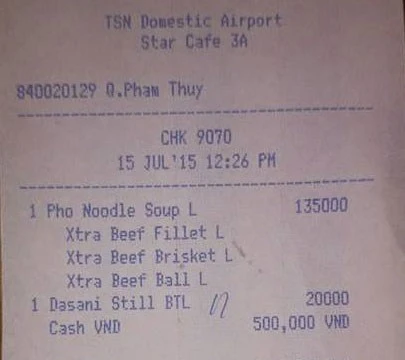 TSN Domestic Airport
Star Cafe 3A
840020129 Q.Pham Thuy
CHK 9070
15 JUL'15 12:26 PM
1 Pho Noodle Soup L 135000
Xtra Beef Fillet L
Xtra Beef Brisket L
Xtra Beef Ball L
1 Dasani Still BTL 20000
Cash VND 500,000 VND